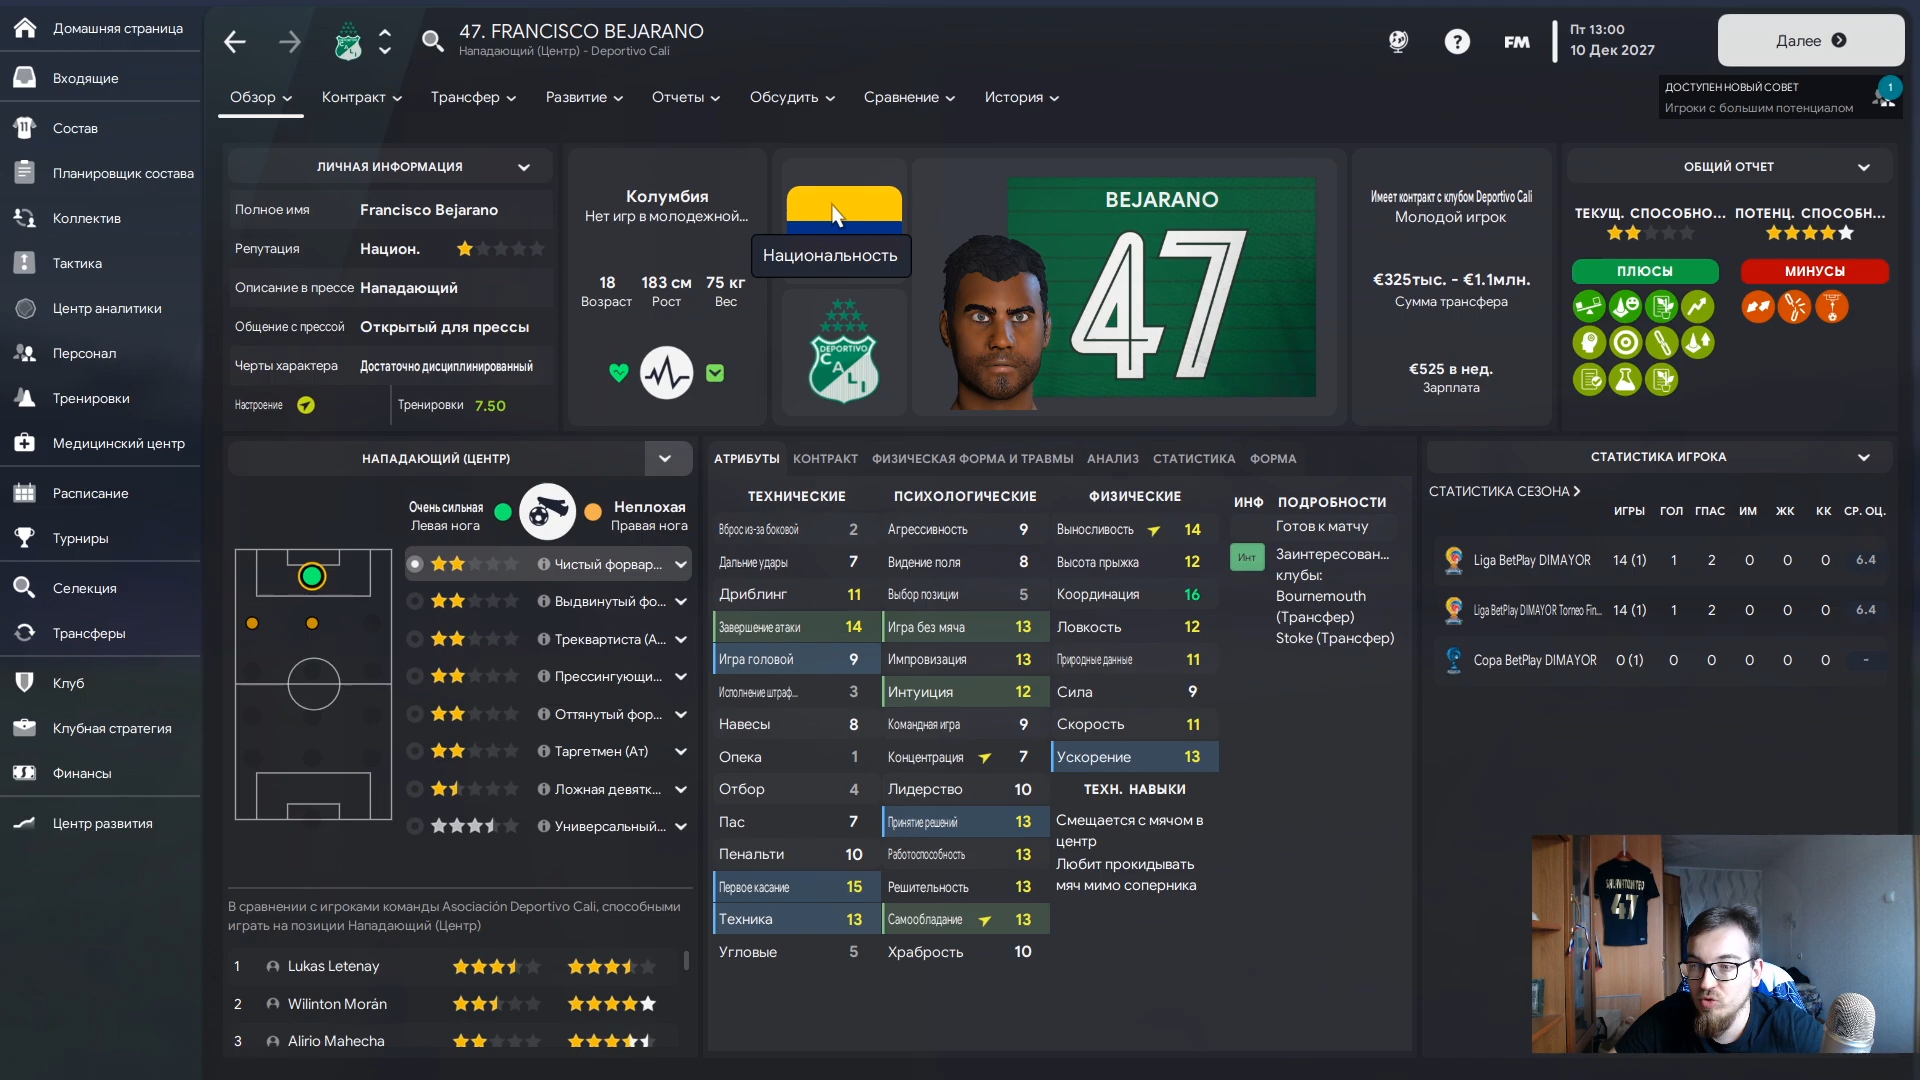 Домашняя страница
Входящие
Состав
Планировщик состава
Коллектив
Тактика
Центр аналитики
Персонал
Тренировки
Медицинский центр
Расписание
Турниры
Селекция
Трансферы
Клуб
Клубная стратегия
Финансы
Центр развития
47. FRANCISCO BEJARANO
Нападающий (Центр) - Deportivo Cali
FM
Пт 13:00
10 Дек 2027
Далее
Обзор
Контракт
Трансфер
Развитие
Отчеты
Обсудить
Сравнение
История
ДОСТУПЕН НОВЫЙ СОВЕТ
Игроки с большим потенциалом
1
ЛИЧНАЯ ИНФОРМАЦИЯ
Полное имя Francisco Bejarano
Репутация Национ.
Описание в прессе Нападающий
Общение с прессой Открытый для прессы
Черты характера Достаточно дисциплинированный
Настроение
Тренировки 7.50
Колумбия
Нет игр в молодежной...
18 183 см 75 кг
Возраст Рост Вес
Национальность
DEPORTIVO
CALI
BEJARANO
47
Имеет контракт с клубом Deportivo Cali
Молодой игрок
€325тыс. - €1.1млн.
Сумма трансфера
€525 в нед.
Зарплата
ОБЩИЙ ОТЧЕТ
ТЕКУЩ. СПОСОБНО... ПОТЕНЦ. СПОСОБН...
ПЛЮСЫ
МИНУСЫ
НАПАДАЮЩИЙ (ЦЕНТР)
Очень сильная
Левая нога
Неплохая
Правая нога
Чистый форвар...
Выдвинутый фо...
Треквартиста (А...
Прессингующи...
Оттянутый фор...
Таргетмен (Ат)
Ложная девятк...
Универсальный...
В сравнении с игроками команды Asociación Deportivo Cali, способными
играть на позиции Нападающий (Центр)
1 Lukas Letenay
2 Wilinton Morán
3 Alirio Mahecha
АТРИБУТЫ
КОНТРАКТ
ФИЗИЧЕСКАЯ ФОРМА И ТРАВМЫ
АНАЛИЗ
СТАТИСТИКА
ФОРМА
ТЕХНИЧЕСКИЕ
Вброс из-за боковой 2
Дальние удары 7
Дриблинг 11
Завершение атаки 14
Игра головой 9
Исполнение штраф... 3
Навесы 8
Опека 1
Отбор 4
Пас 7
Пенальти 10
Первое касание 15
Техника 13
Угловые 5
ПСИХОЛОГИЧЕСКИЕ
Агрессивность 9
Видение поля 8
Выбор позиции 5
Игра без мяча 13
Импровизация 13
Интуиция 12
Командная игра 9
Концентрация 7
Лидерство 10
Принятие решений 13
Работоспособность 13
Решительность 13
Самообладание 13
Храбрость 10
ФИЗИЧЕСКИЕ
Выносливость 14
Высота прыжка 12
Координация 16
Ловкость 12
Природные данные 11
Сила 9
Скорость 11
Ускорение 13
ТЕХН. НАВЫКИ
Смещается с мячом в
центр
Любит прокидывать
мяч мимо соперника
ИНФ ПОДРОБНОСТИ
Готов к матчу
Инт
Заинтересован...
клубы:
Bournemouth
(Трансфер)
Stoke (Трансфер)
СТАТИСТИКА ИГРОКА
СТАТИСТИКА СЕЗОНА
ИГРЫ ГОЛ ГПАС ИМ ЖК КК СР. ОЦ.
Liga BetPlay DIMAYOR 14 (1) 1 2 0 0 0 6.4
Liga BetPlay DIMAYOR Torneo Fin... 14 (1) 1 2 0 0 0 6.4
Copa BetPlay DIMAYOR 0 (1) 0 0 0 0 0 -
47